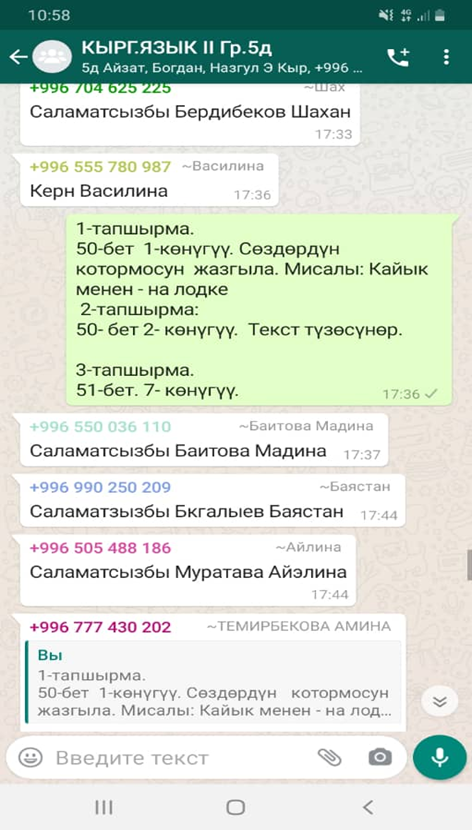 10:58
4G
КЫРГ.ЯЗЫК II Гр.5д
5д Айзат, Богдан, Назгул Э Кыр, +996 ...
+996 704 625 225 ~Шах
Саламатсызбы Бердибеков Шахан
17:33
+996 555 780 987 ~Василина
Керн Василина 17:36
1-тапшырма.
50-бет 1-көнүгүү. Сөздөрдүн
котормосун жазгыла. Мисалы: Кайык
менен - на лодке
2-тапшырма:
50- бет 2- көнүгүү. Текст түзөсүнөр.
3-тапшырма.
51-бет. 7- көнүгүү. 17:36
+996 550 036 110 ~Баитова Мадина
Саламатсызбы Баитова Мадина 17:37
+996 990 250 209 ~Баястан
Саламатзызбы Бкгалыев Баястан 17:44
+996 505 488 186 ~Айлина
Саламатсызбы Муратава Айэлина
17:44
+996 777 430 202 ~ТЕМИРБЕКОВА АМИНА
Вы
1-тапшырма.
50-бет 1-көнүгүү. Сөздөрдүн котормосун
жазгыла. Мисалы: Кайык менен - на лод...
Введите текст